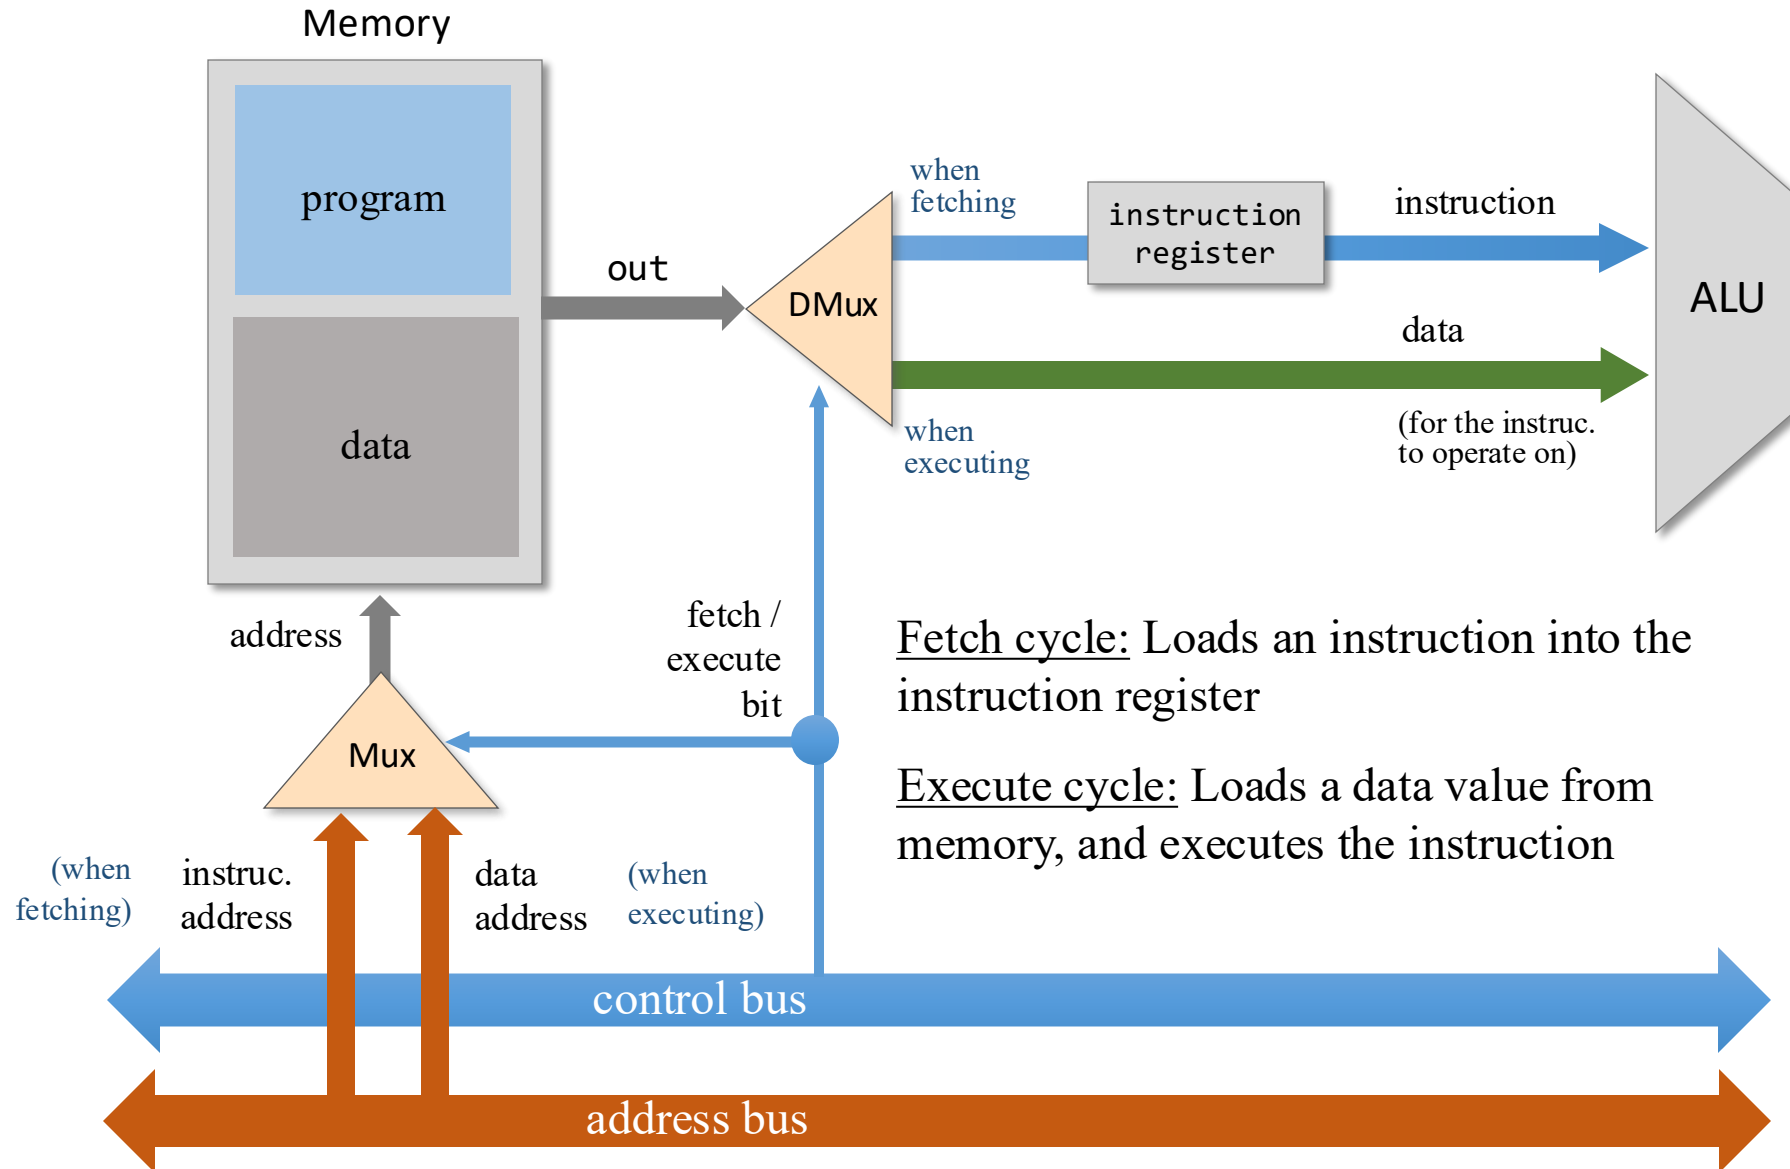 Memory
program
data
out
DMux
when
fetching
instruction
register
instruction
data
(for the instruc.
to operate on)
when
executing
ALU
address
fetch /
execute
bit
Mux
Fetch cycle: Loads an instruction into the
instruction register
Execute cycle: Loads a data value from
memory, and executes the instruction
(when
fetching)
instruc.
address
data
address
(when
executing)
control bus
address bus